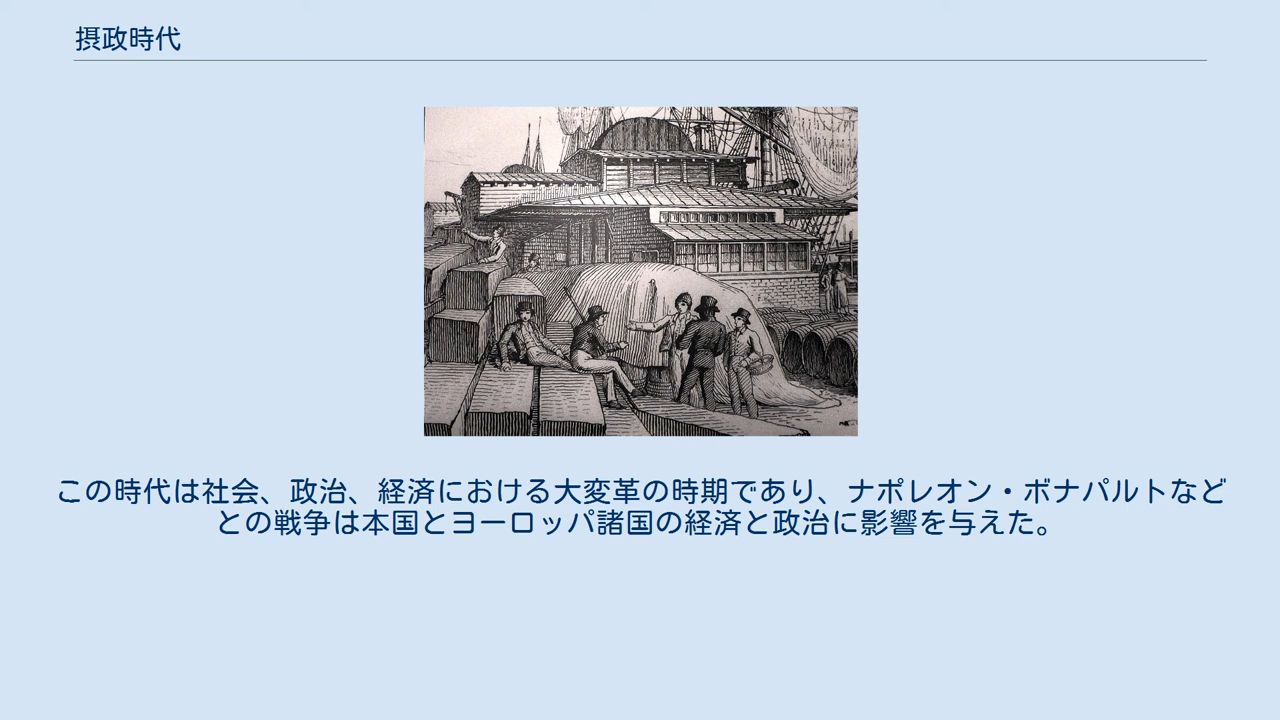 摂政時代
この時代は社会、政治、経済における大変革の時期であり、ナポレオン・ボナパルトなど
との戦争は本国とヨーロッパ諸国の経済と政治に影響を与えた。